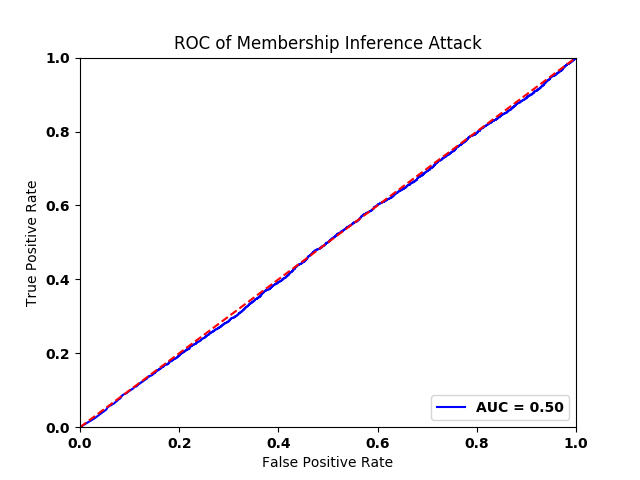 ROC of Membership Inference Attack
1.0
0.8
0.6
0.4
0.2
0.0
True Positive Rate
AUC = 0.50
0.0 0.2 0.4 0.6 0.8 1.0
False Positive Rate